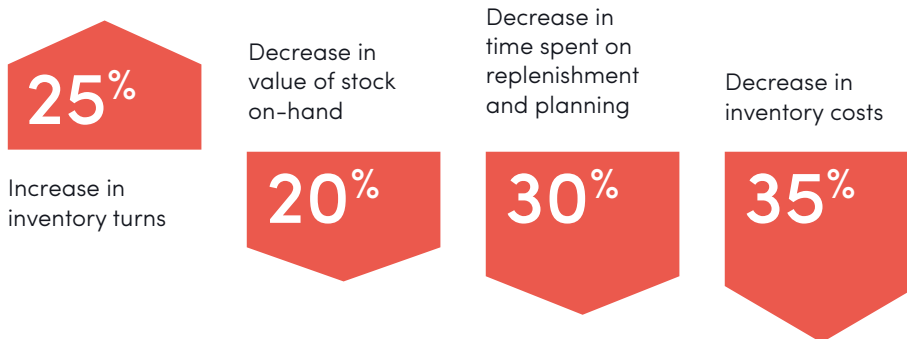 25%
Increase in
inventory turns
Decrease in
value of stock
on-hand
20%
Decrease in
time spent on
replenishment
and planning
30%
Decrease in
inventory costs
35%